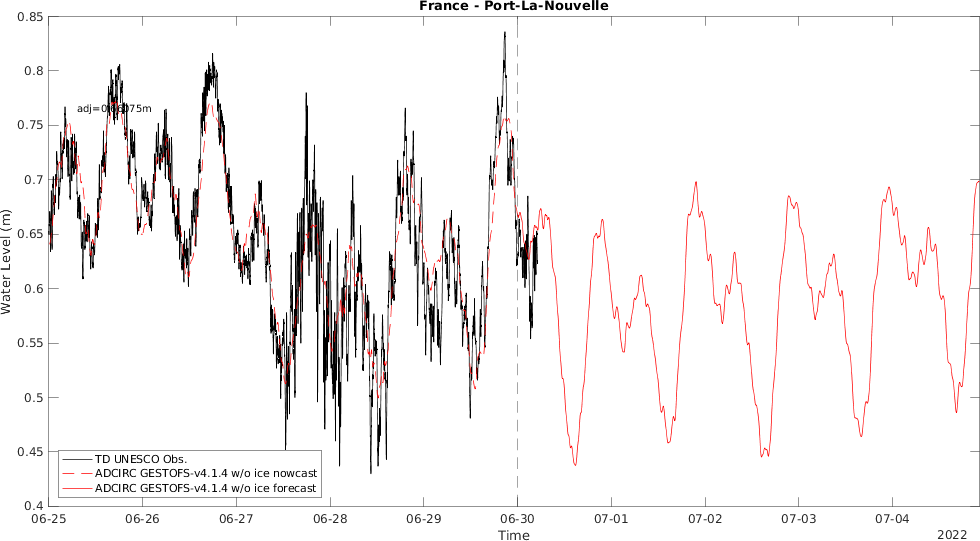 France - Port-La-Nouvelle
0.85
0.8
adj=0.66075m
0.75
0.7
0.65
0.6
0.55
0.5
0.45
0.4
Water Level (m)
TD UNESCO Obs.
ADCIRC GESTOFS-v4.1.4 w/o ice nowcast
ADCIRC GESTOFS-v4.1.4 w/o ice forecast
06-25 06-26 06-27 06-28 06-29 06-30 07-01 07-02 07-03 07-04
Time
2022